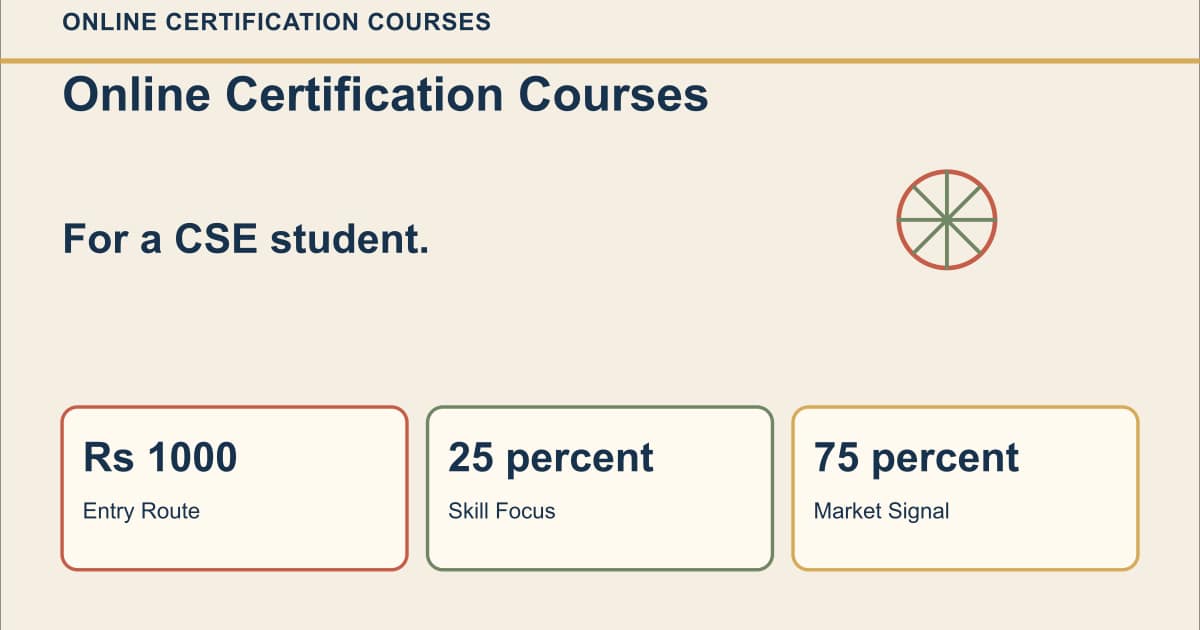 ONLINE CERTIFICATION COURSES
Online Certification Courses
For a CSE student.
Rs 1000
Entry Route
25 percent
Skill Focus
75 percent
Market Signal